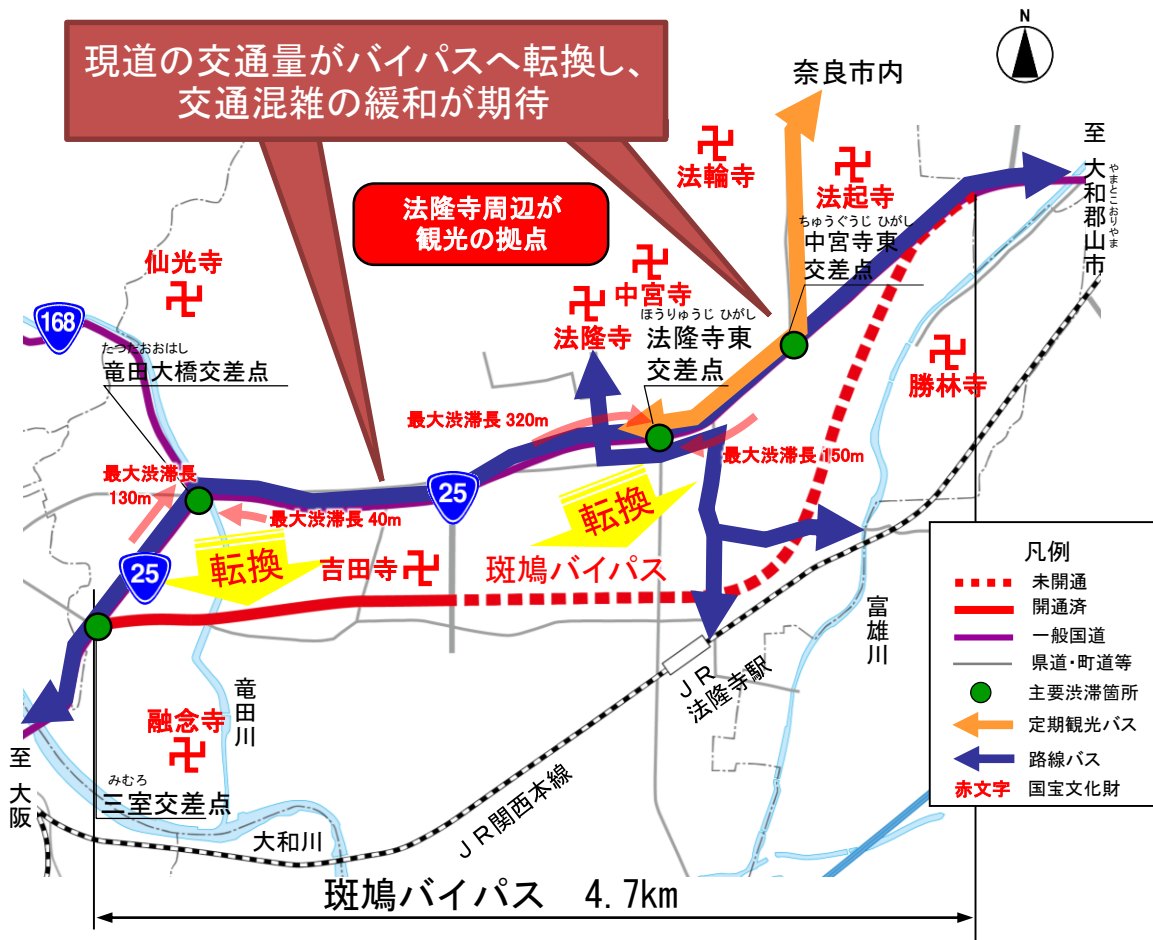 現道の交通量がバイパスへ転換し、
交通混雑の緩和が期待
N
奈良市内
至 大和郡山市
やまとこおりやま
法輪寺
法起寺
法隆寺周辺が
観光の拠点
ちゅうぐうじ ひがし
中宮寺東
交差点
仙光寺
中宮寺
168
法隆寺
ほうりゅうじ ひがし
法隆寺東
交差点
たつたおおはし
竜田大橋交差点
勝林寺
最大渋滞長 320m
最大渋滞長 150m
最大渋滞長
130m
25
最大渋滞長 40m
転換
転換
25
吉田寺
斑鳩バイパス
凡例
未開通
開通済
一般国道
県道・町道等
主要渋滞箇所
定期観光バス
路線バス
赤文字 国宝文化財
富雄川
JR
法隆寺駅
竜田川
融念寺
至 大阪
みむろ
三室交差点
大和川
JR関西本線
斑鳩バイパス 4.7km